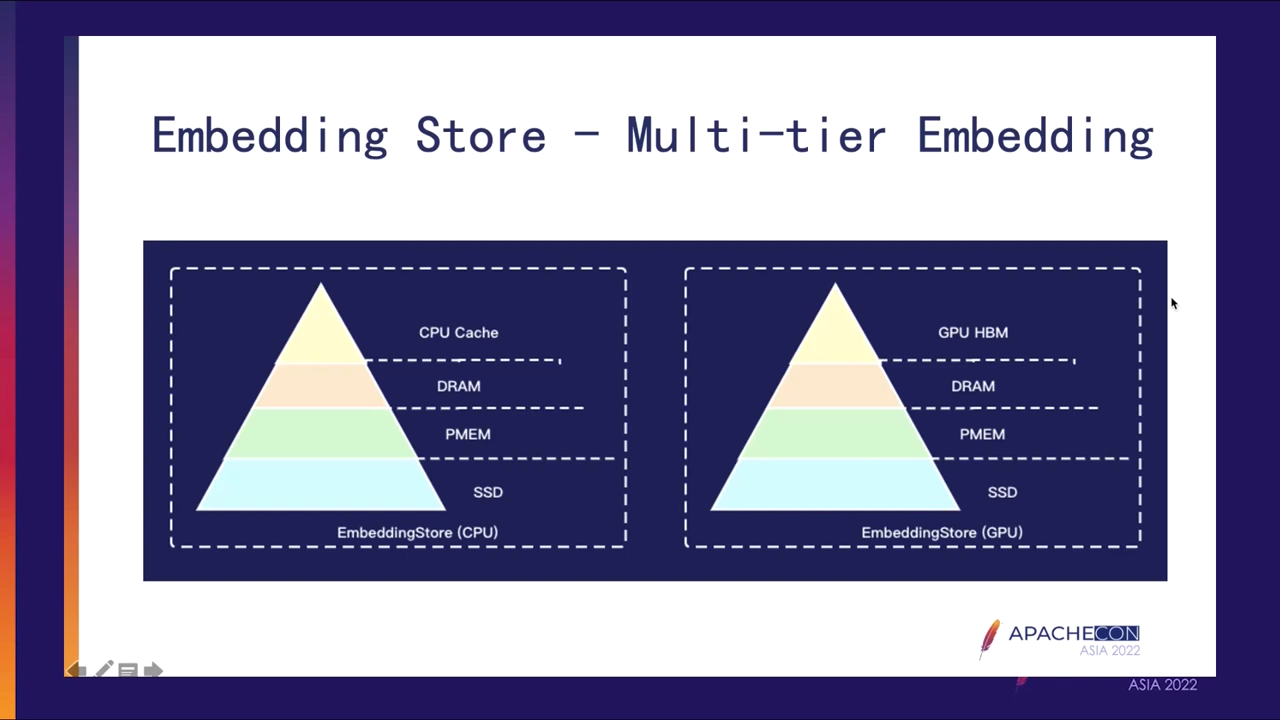 Embedding Store - Multi-tier Embedding
CPU Cache
DRAM
PMEM
SSD
EmbeddingStore (CPU)
GPU HBM
DRAM
PMEM
SSD
EmbeddingStore (GPU)
APACHECON
ASIA 2022
ASIA 2022